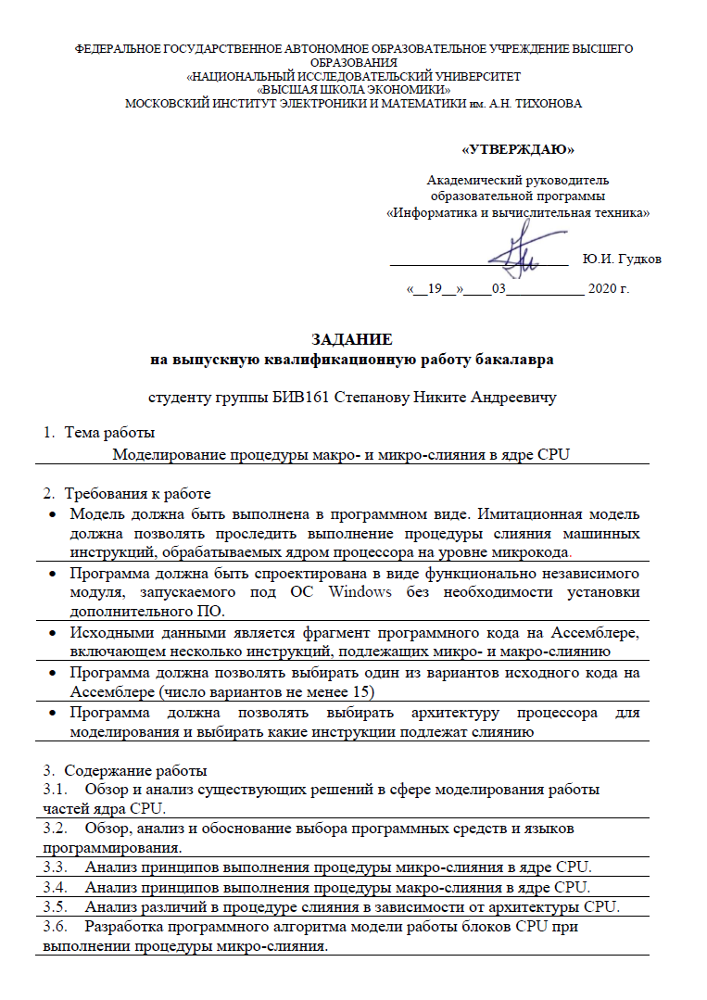 ФЕДЕРАЛЬНОЕ ГОСУДАРСТВЕННОЕ АВТОНОМНОЕ ОБРАЗОВАТЕЛЬНОЕ УЧРЕЖДЕНИЕ ВЫСШЕГО
ОБРАЗОВАНИЯ
«НАЦИОНАЛЬНЫЙ ИССЛЕДОВАТЕЛЬСКИЙ УНИВЕРСИТЕТ
«ВЫСШАЯ ШКОЛА ЭКОНОМИКИ»
МОСКОВСКИЙ ИНСТИТУТ ЭЛЕКТРОНИКИ И МАТЕМАТИКИ им. А.Н. ТИХОНОВА
«УТВЕРЖДАЮ»
Академический руководитель
образовательной программы
«Информатика и вычислительная техника»
Ю.И. Гудков
«__19__»____03___________ 2020 г.
ЗАДАНИЕ
на выпускную квалификационную работу бакалавра
студенту группы БИВ161 Степанову Никите Андреевичу
1. Тема работы
Моделирование процедуры макро- и микро-слияния в ядре CPU
2. Требования к работе
• Модель должна быть выполнена в программном виде. Имитационная модель
должна позволять проследить выполнение процедуры слияния машинных
инструкций, обрабатываемых ядром процессора на уровне микрокода.
• Программа должна быть спроектирована в виде функционально независимого
модуля, запускаемого под ОС Windows без необходимости установки
дополнительного ПО.
• Исходными данными является фрагмент программного кода на Ассемблере,
включающем несколько инструкций, подлежащих микро- и макро-слиянию
• Программа должна позволять выбирать один из вариантов исходного кода на
Ассемблере (число вариантов не менее 15)
• Программа должна позволять выбирать архитектуру процессора для
моделирования и выбирать какие инструкции подлежат слиянию
3. Содержание работы
3.1. Обзор и анализ существующих решений в сфере моделирования работы
частей ядра CPU.
3.2. Обзор, анализ и обоснование выбора программных средств и языков
программирования.
3.3. Анализ принципов выполнения процедуры микро-слияния в ядре CPU.
3.4. Анализ принципов выполнения процедуры макро-слияния в ядре CPU.
3.5. Анализ различий в процедуре слияния в зависимости от архитектуры CPU.
3.6. Разработка программного алгоритма модели работы блоков CPU при
выполнении процедуры микро-слияния.